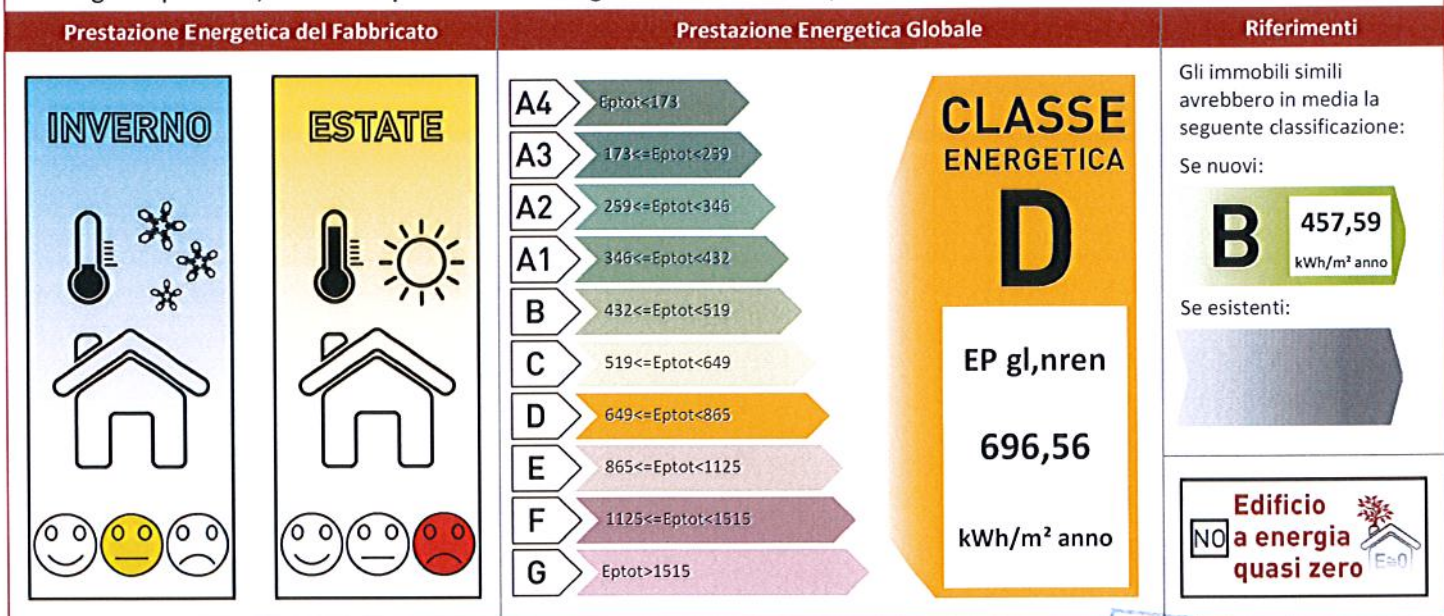 Prestazione Energetica del Fabbricato
Prestazione Energetica Globale
Riferimenti
INVERNO
ESTATE
A4
Eptot<173
A3
173<=Eptot<259
A2
259<=Eptot<346
A1
346<=Eptot<432
B
432<=Eptot<519
C
519<=Eptot<649
D
649<=Eptot<865
E
865<=Eptot<1125
F
1125<=Eptot<1515
G
Eptot>1515
CLASSE
ENERGETICA
D
EP gl,nren
696,56
kWh/m² anno
Gli immobili simili
avrebbero in media la
seguente classificazione:
Se nuovi:
B
457,59
kWh/m² anno
Se esistenti:
Edificio
NO a energia
quasi zero
E≅0